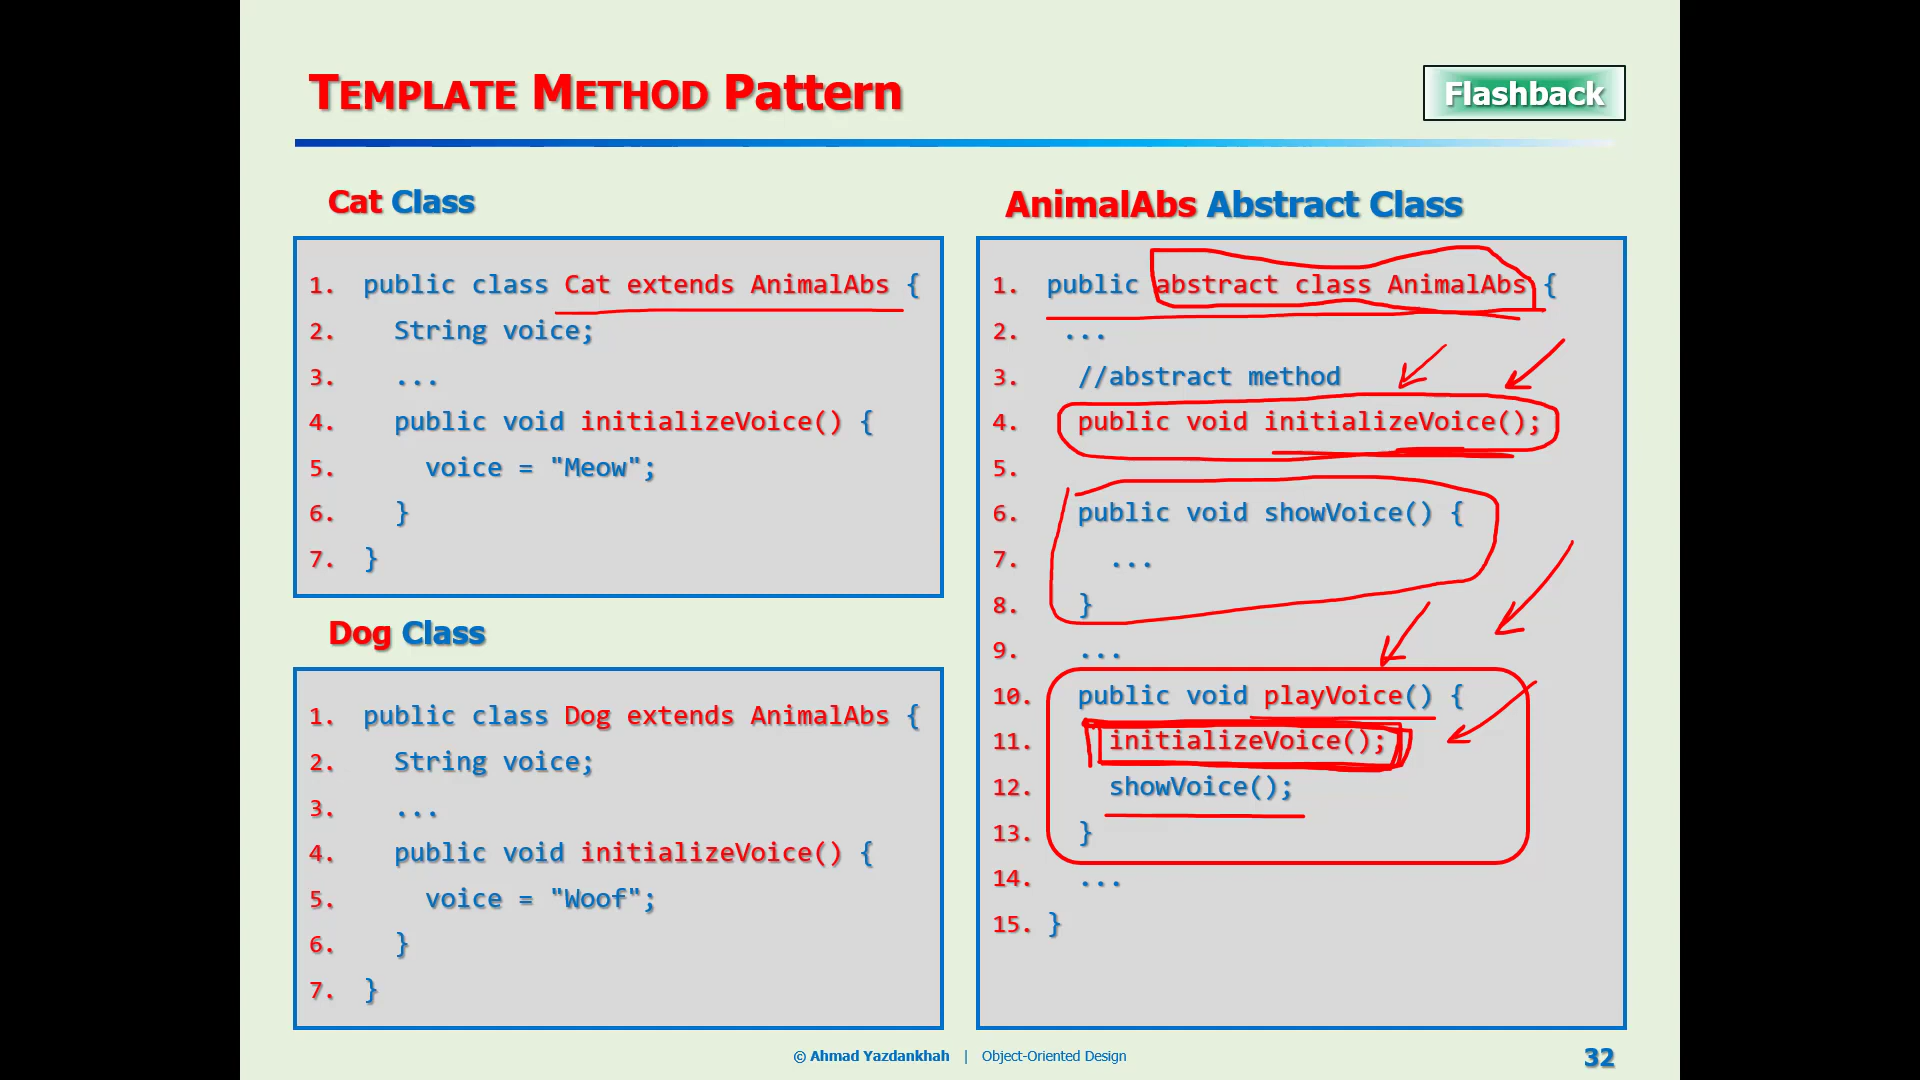 TEMPLATE METHOD Pattern
Flashback
Cat Class
1. public class Cat extends AnimalAbs {
2. String voice;
3. ...
4. public void initializeVoice() {
5. voice = "Meow";
6. }
7. }
Dog Class
1. public class Dog extends AnimalAbs {
2. String voice;
3. ...
4. public void initializeVoice() {
5. voice = "Woof";
6. }
7. }
AnimalAbs Abstract Class
1. public abstract class AnimalAbs {
2. ...
3. //abstract method
4. public void initializeVoice();
5.
6. public void showVoice() {
7. ...
8. }
9. ...
10. public void playVoice() {
11. initializeVoice();
12. showVoice();
13. }
14. ...
15. }
© Ahmad Yazdankhah | Object-Oriented Design
32